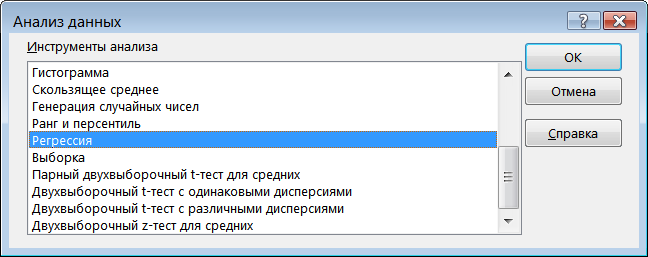 Анализ данных
Инструменты анализа
Гистограмма
Скользящее среднее
Генерация случайных чисел
Ранг и персентиль
Регрессия
Выборка
Парный двухвыборочный t-тест для средних
Двухвыборочный t-тест с одинаковыми дисперсиями
Двухвыборочный t-тест с различными дисперсиями
Двухвыборочный z-тест для средних
ОК
Отмена
Справка